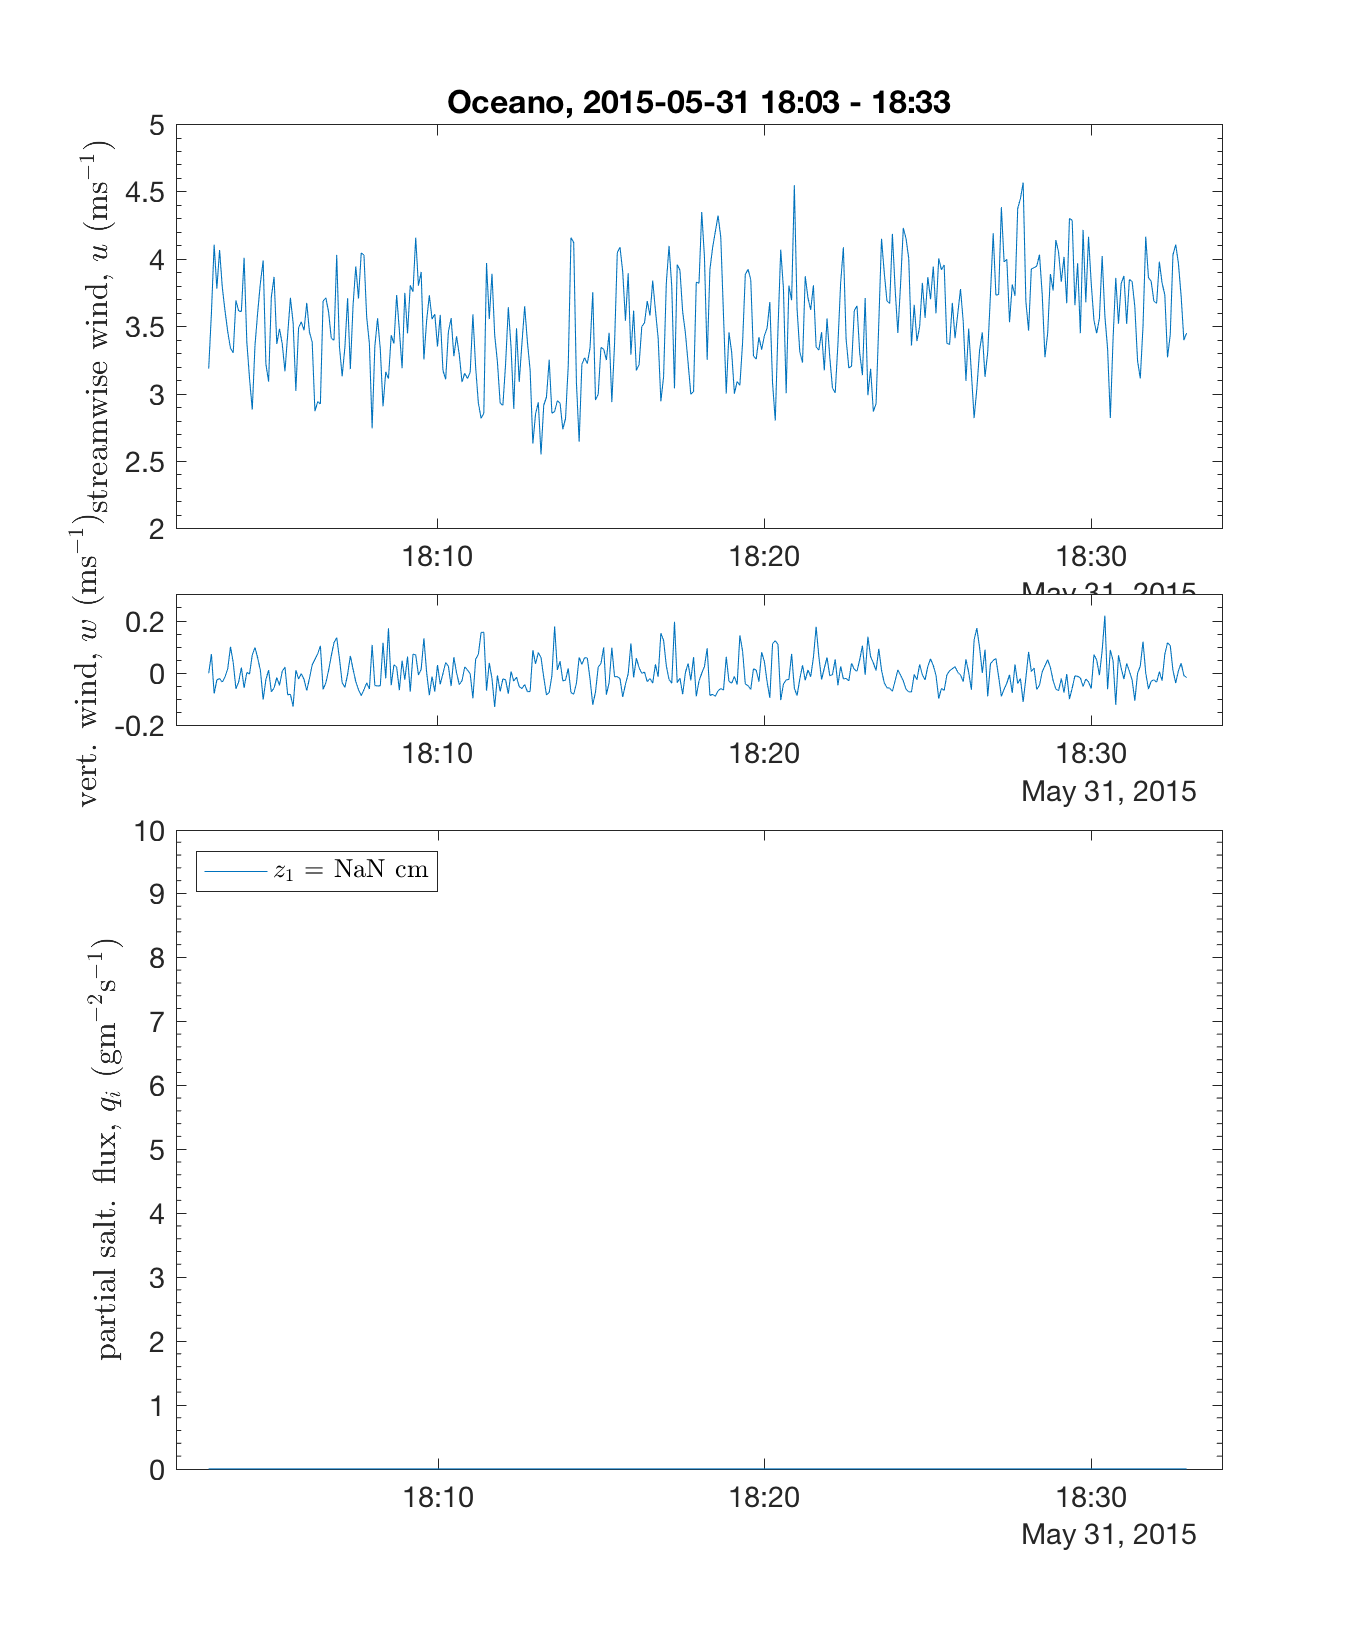 Oceano, 2015-05-31 18:03 - 18:33
streamwise wind, u (ms⁻¹)
5
4.5
4
3.5
3
2.5
2
18:10 18:20 18:30
May 31, 2015
vert. wind, w (ms⁻¹)
0.2
0
-0.2
18:10 18:20 18:30
May 31, 2015
partial salt. flux, qᵢ (gm⁻²s⁻¹)
10
9
8
7
6
5
4
3
2
1
0
z₁ = NaN cm
18:10 18:20 18:30
May 31, 2015